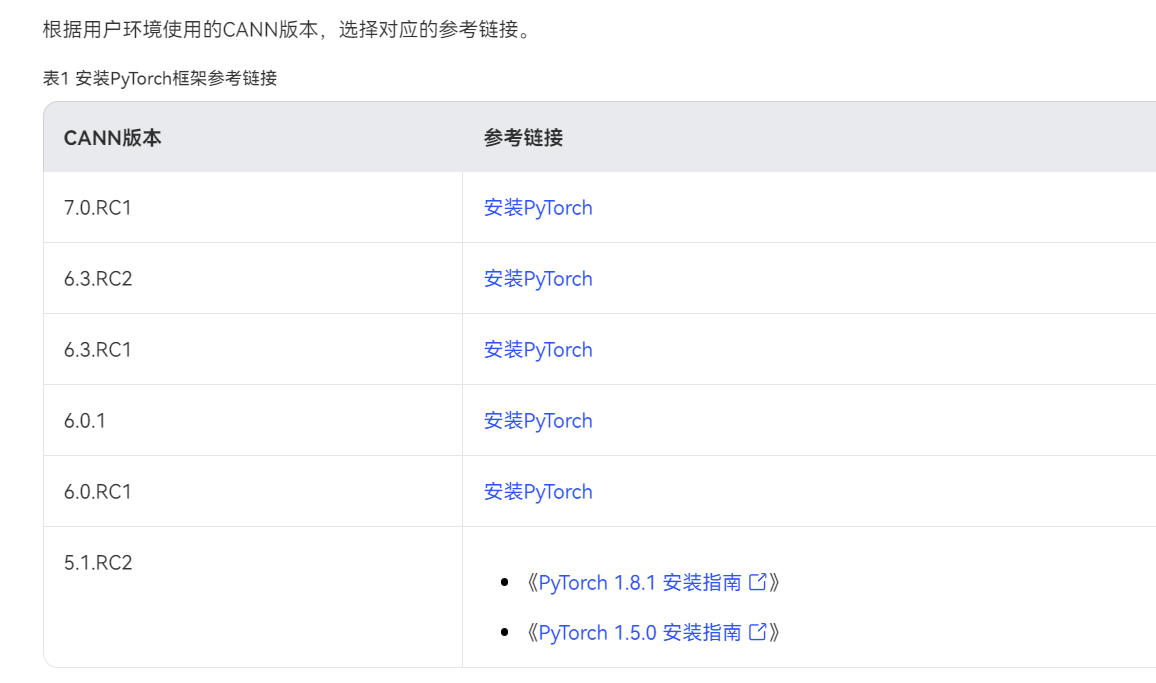 根据用户环境使用的CANN版本，选择对应的参考链接。
表1 安装PyTorch框架参考链接
CANN版本 参考链接
7.0.RC1 安装PyTorch
6.3.RC2 安装PyTorch
6.3.RC1 安装PyTorch
6.0.1 安装PyTorch
6.0.RC1 安装PyTorch
5.1.RC2
• 《PyTorch 1.8.1 安装指南》
• 《PyTorch 1.5.0 安装指南》